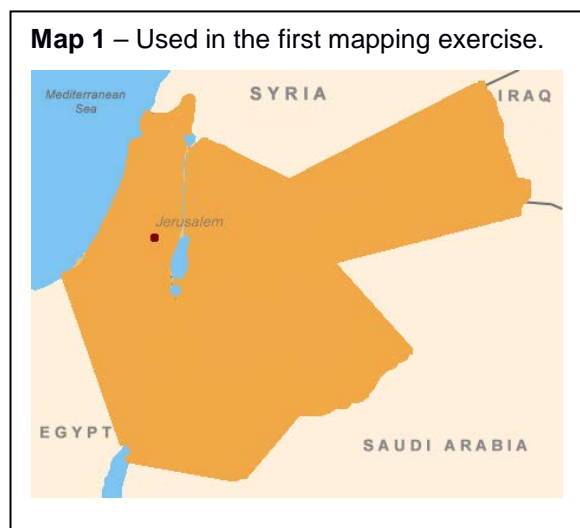 Map 1 – Used in the first mapping exercise.
Mediterranean
Sea
SYRIA
IRAQ
Jerusalem
EGYPT
SAUDI ARABIA